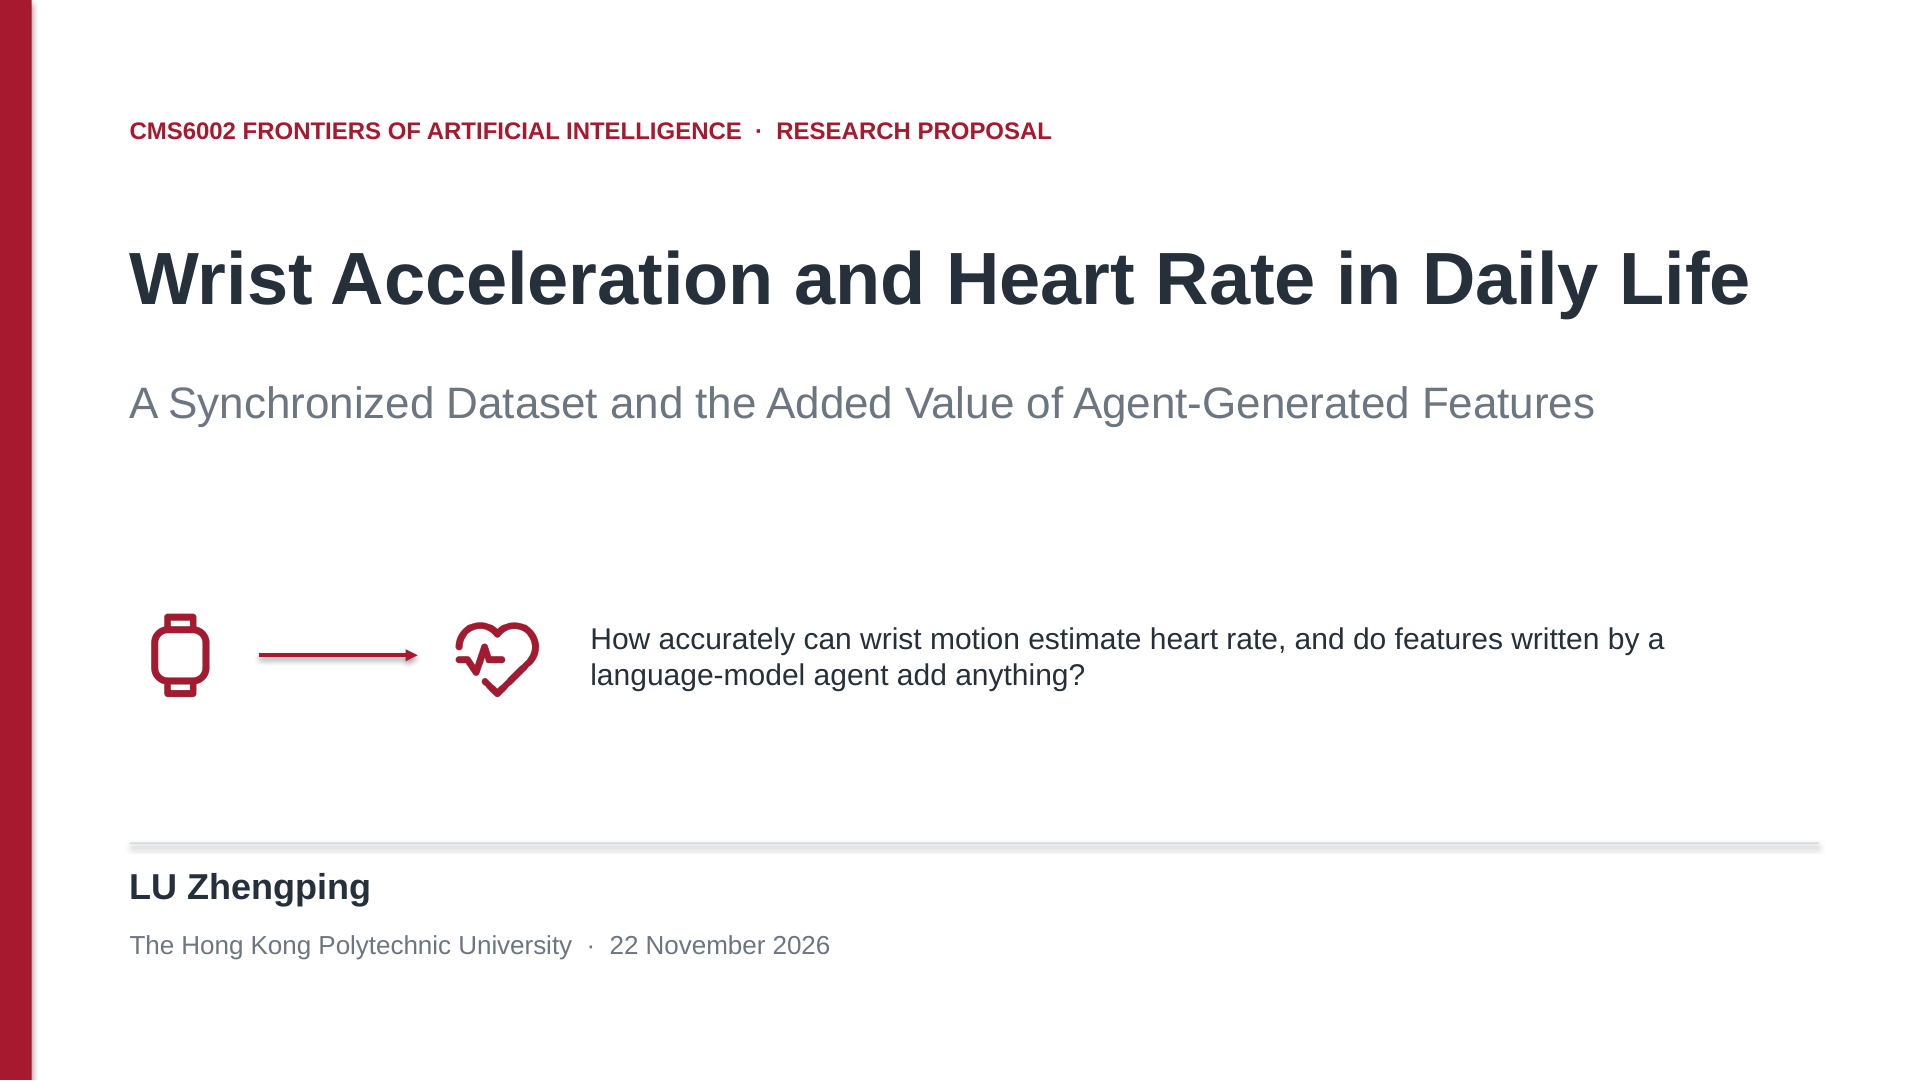 CMS6002 FRONTIERS OF ARTIFICIAL INTELLIGENCE · RESEARCH PROPOSAL
Wrist Acceleration and Heart Rate in Daily Life
A Synchronized Dataset and the Added Value of Agent-Generated Features
How accurately can wrist motion estimate heart rate, and do features written by a
language-model agent add anything?
LU Zhengping
The Hong Kong Polytechnic University · 22 November 2026